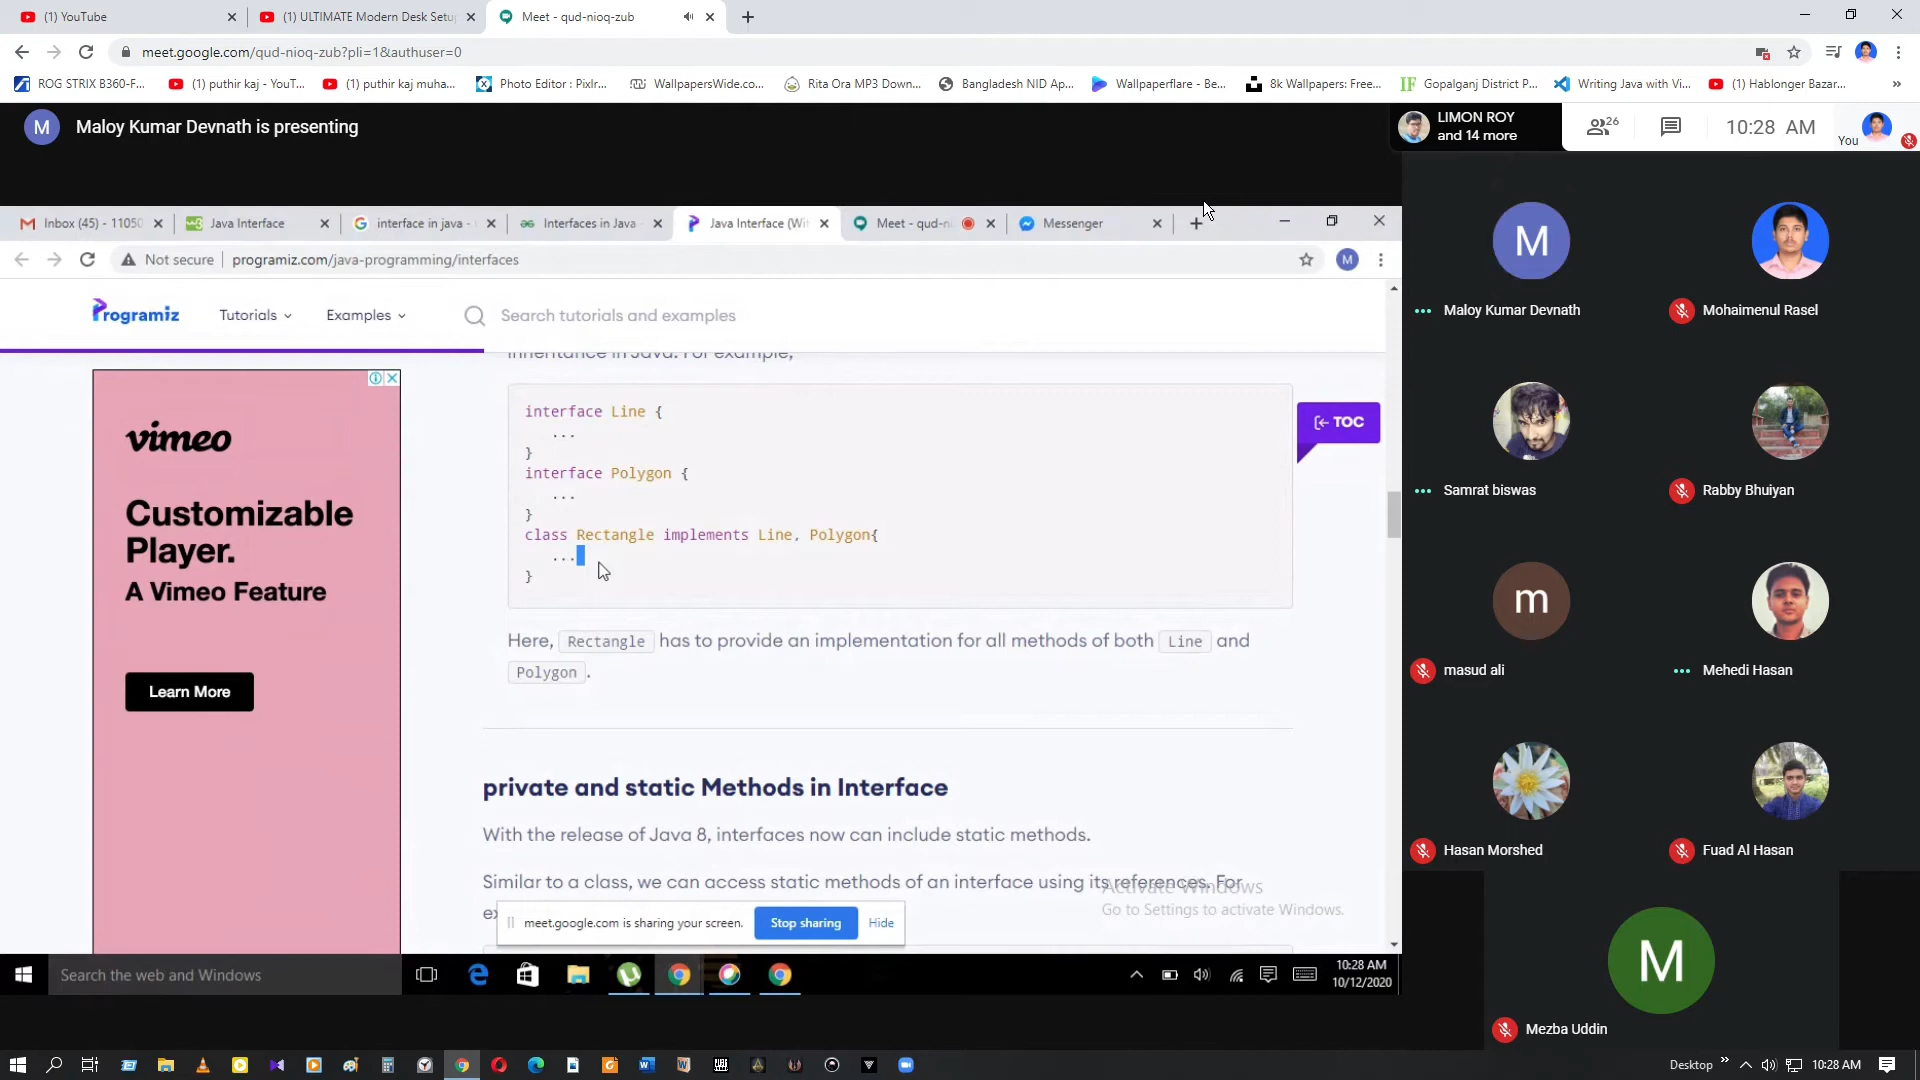 (1) YouTube
(1) ULTIMATE Modern Desk Setu
Meet - qud-nioq-zub
meet.google.com/qud-nioq-zub?pli=1&authuser=0
ROG STRIX B360-F...
(1) puthir kaj - YouT...
(1) puthir kaj muha...
Photo Editor : Pixlr...
WallpapersWide.co...
Rita Ora MP3 Down...
Bangladesh NID Ap...
Wallpaperflare - Be...
8k Wallpapers: Free...
Gopalganj District P...
Writing Java with Vi...
(1) Hablonger Bazar...
»
M
Maloy Kumar Devnath is presenting
LIMON ROY
and 14 more
26
10:28 AM
You
Inbox (45) - 11050
Java Interface
interface in java -
Interfaces in Java
Java Interface (Wit
Meet - qud-ni
Messenger
Not secure
programiz.com/java-programming/interfaces
M
Programiz
Tutorials
Examples
Search tutorials and examples
inheritance in Java. For example,
interface Line {
...
}
interface Polygon {
...
}
class Rectangle implements Line, Polygon{
...
}
TOC
Here, Rectangle has to provide an implementation for all methods of both Line and
Polygon .
private and static Methods in Interface
With the release of Java 8, interfaces now can include static methods.
Similar to a class, we can access static methods of an interface using its references. For
vimeo
Customizable
Player.
A Vimeo Feature
Learn More
Activate Windows
Go to Settings to activate Windows.
meet.google.com is sharing your screen.
Stop sharing
Hide
Search the web and Windows
10:28 AM
10/12/2020
M
Maloy Kumar Devnath
Mohaimenul Rasel
Samrat biswas
Rabby Bhuiyan
m
masud ali
Mehedi Hasan
Hasan Morshed
Fuad Al Hasan
M
Mezba Uddin
Desktop
»
10:28 AM